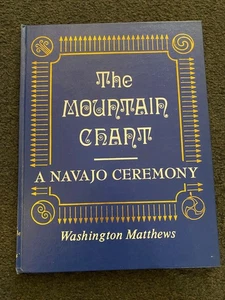 The
MOUNTAIN
CHANT
A NAVAJO CEREMONY
Washington Matthews